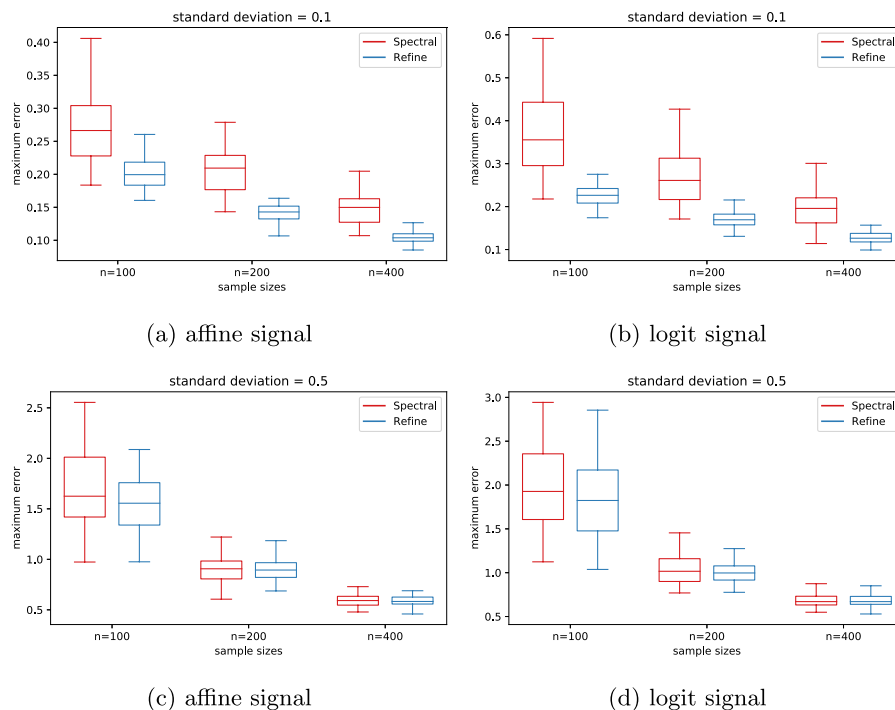 standard deviation = 0.1
Spectral
Refine
maximum error
0.40
0.35
0.30
0.25
0.20
0.15
0.10
n=100 n=200 n=400
sample sizes
(a) affine signal
standard deviation = 0.1
Spectral
Refine
maximum error
0.6
0.5
0.4
0.3
0.2
0.1
n=100 n=200 n=400
sample sizes
(b) logit signal
standard deviation = 0.5
Spectral
Refine
maximum error
2.5
2.0
1.5
1.0
0.5
n=100 n=200 n=400
sample sizes
(c) affine signal
standard deviation = 0.5
Spectral
Refine
maximum error
3.0
2.5
2.0
1.5
1.0
0.5
n=100 n=200 n=400
sample sizes
(d) logit signal